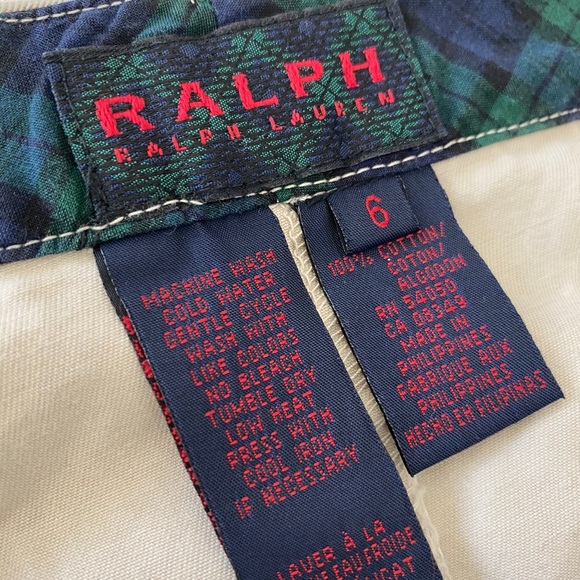 RALPH
RALPH LAUREN
MACHINE WASH
COLD WATER
GENTLE CYCLE
WASH WITH
LIKE COLORS
NO BLEACH
TUMBLE DRY
LOW HEAT
PRESS WITH
COOL IRON
IF NECESSARY
LAVER À LA
EAU FROIDE
6
100% COTTON/
COTON/
ALGODON
RN 54050
CA 08349
MADE IN
PHILIPPINES
FABRIQUE AUX
PHILIPPINES
HECHO EN FILIPINAS